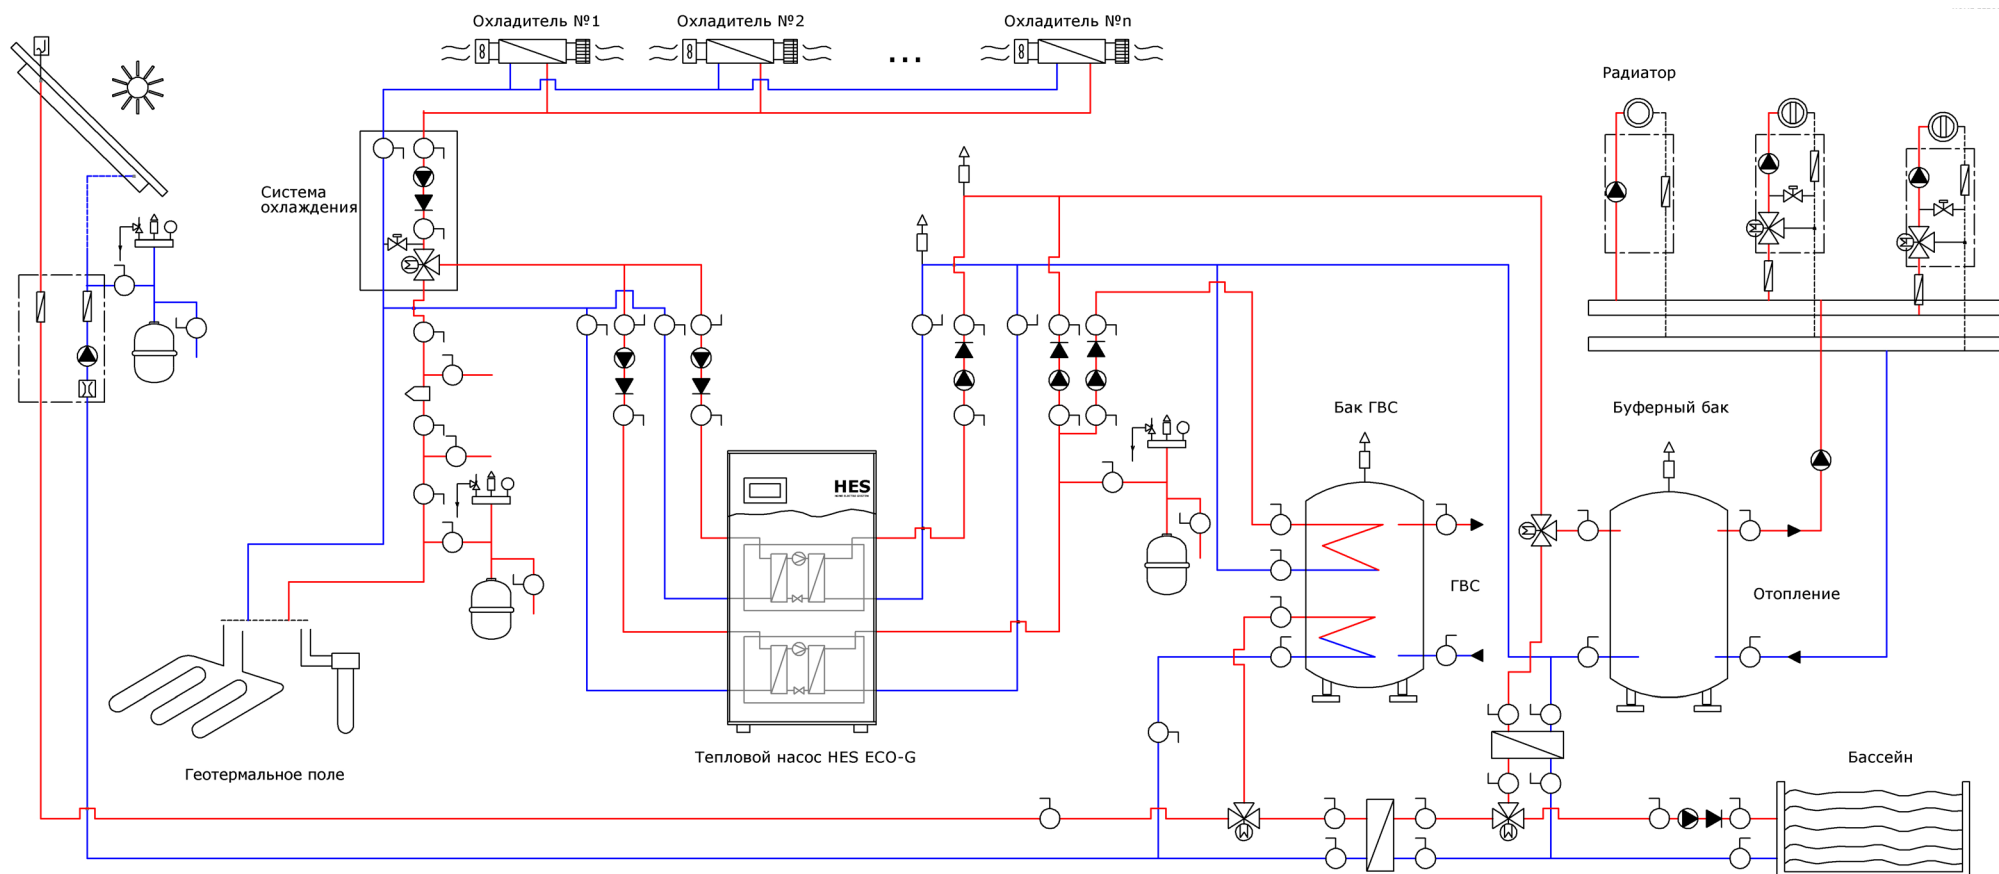 Охладитель №1
Охладитель №2
...
Охладитель №n
Радиатор
Система
охлаждения
HES
Бак ГВС
Буферный бак
ГВС
Отопление
Тепловой насос HES ECO-G
Геотермальное поле
Бассейн